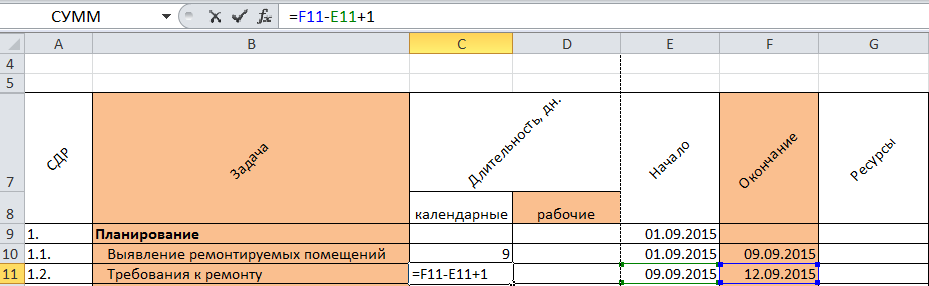 СУММ fx =F11-E11+1
A B C D E F G
4
5
7 СДР Задача Длительность, дн. Начало Окончание Ресурсы
8 календарные рабочие
9 1. Планирование 01.09.2015
10 1.1. Выявление ремонтируемых помещений 9 01.09.2015 09.09.2015
11 1.2. Требования к ремонту =F11-E11+1 09.09.2015 12.09.2015